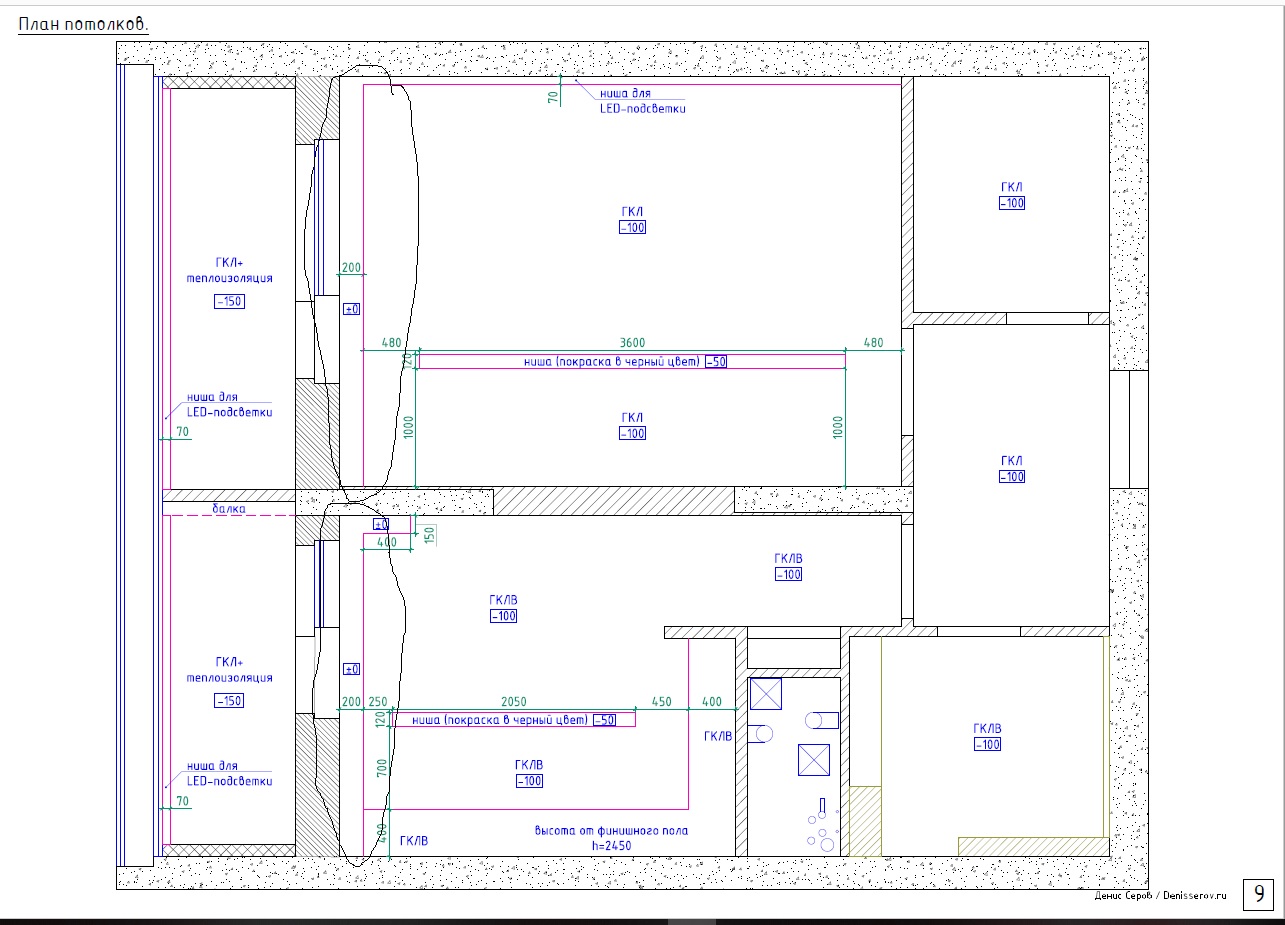 План потолков.
70
ниша для
LED-подсветки
ГКЛ
-100
ГКЛ
-100
ГКЛ+
теплоизоляция
-150
200
±0
480
3600
480
120
ниша (покраска в черный цвет)
-50
ниша для
LED-подсветки
70
1000
ГКЛ
-100
1000
ГКЛ
-100
балка
±0
400
150
ГКЛВ
-100
ГКЛВ
-100
ГКЛ+
теплоизоляция
-150
±0
200
250
2050
450
400
120
ниша (покраска в черный цвет)
-50
ГКЛВ
ГКЛВ
-100
700
ГКЛВ
-100
ниша для
LED-подсветки
70
400
ГКЛВ
высота от финишного пола
h=2450
Денис Серов / Denisserov.ru
9